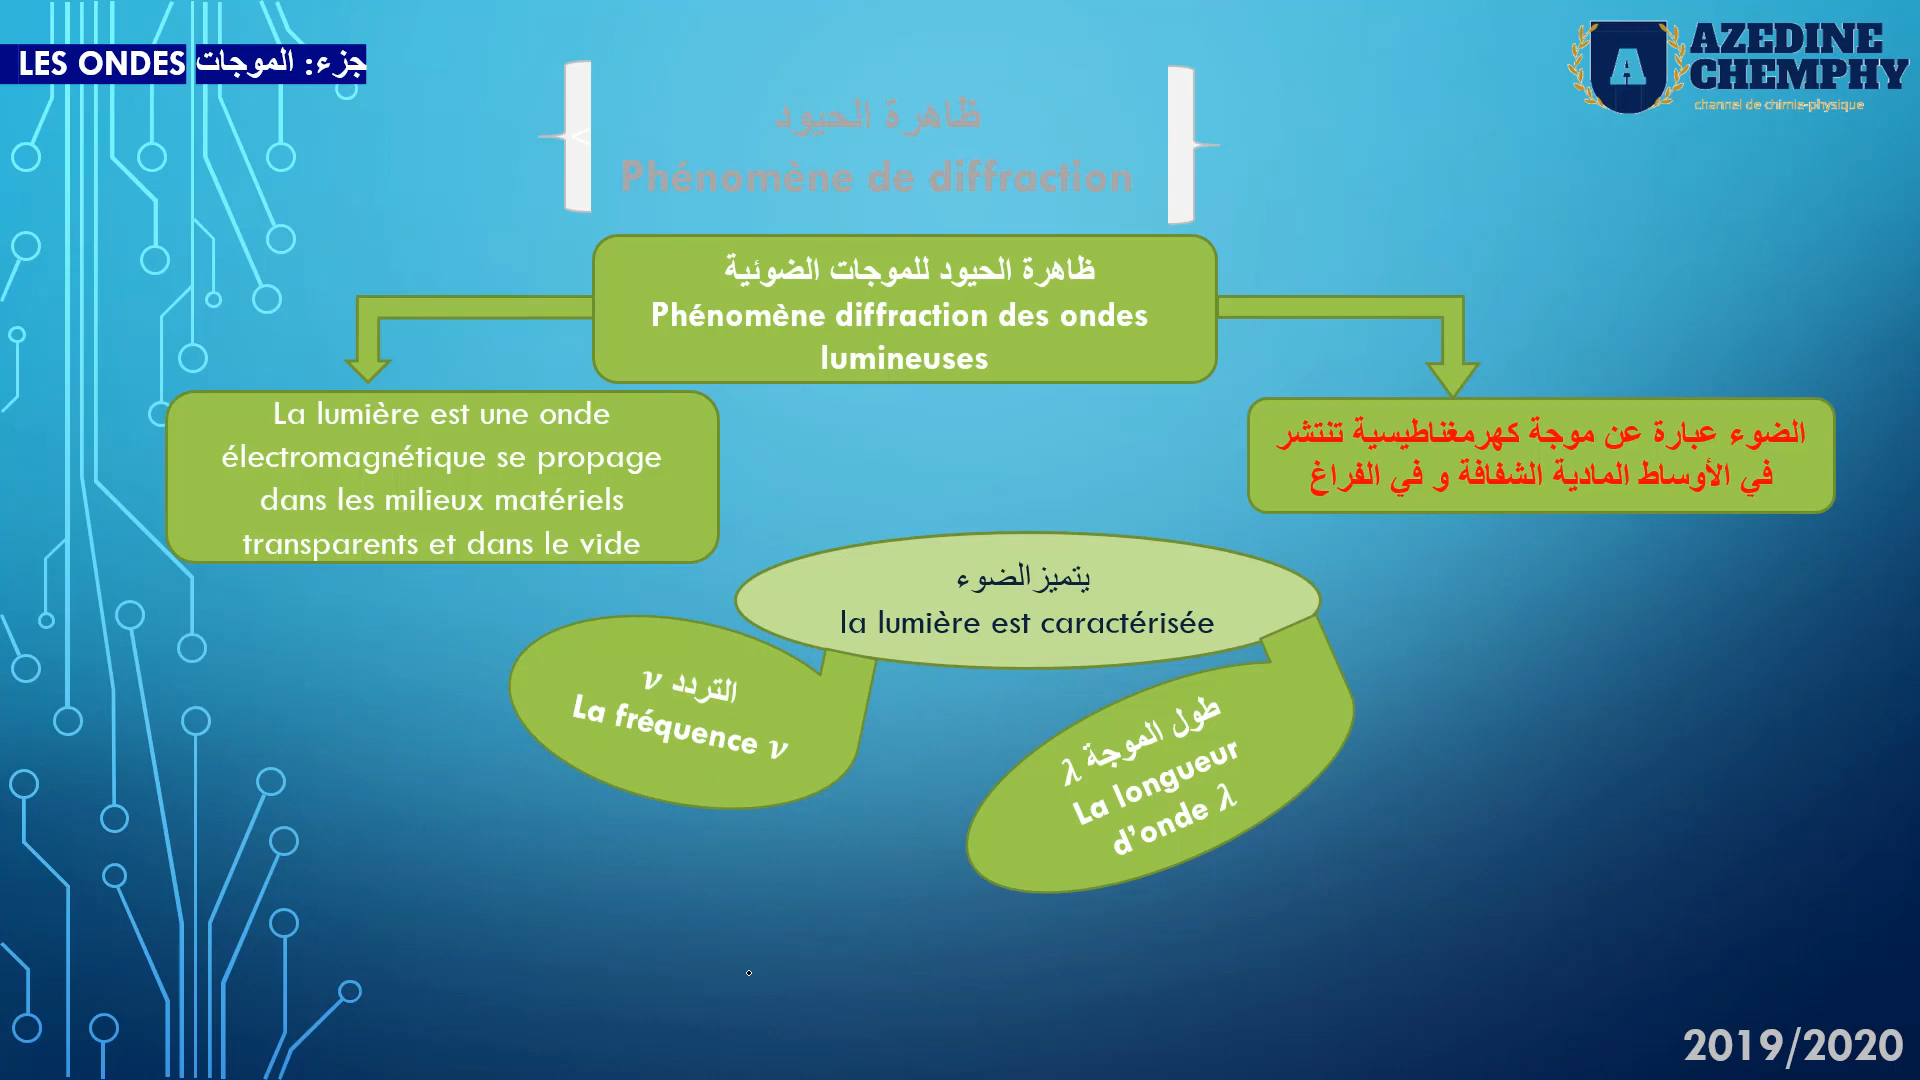 LES ONDES جزء: الموجات
AZEDINE
CHEMPHY
channel de chimie-physique
A
<
ظاهرة الحيود
Phénomène de diffraction
ظاهرة الحيود للموجات الضوئية
Phénomène diffraction des ondes
lumineuses
La lumière est une onde
électromagnétique se propage
dans les milieux matériels
transparents et dans le vide
الضوء عبارة عن موجة كهرمغناطيسية تنتشر
في الأوساط المادية الشفافة و في الفراغ
يتميز الضوء
la lumière est caractérisée
التردد ν
La fréquence ν
طول الموجة λ
La longueur
d’onde λ
2019/2020